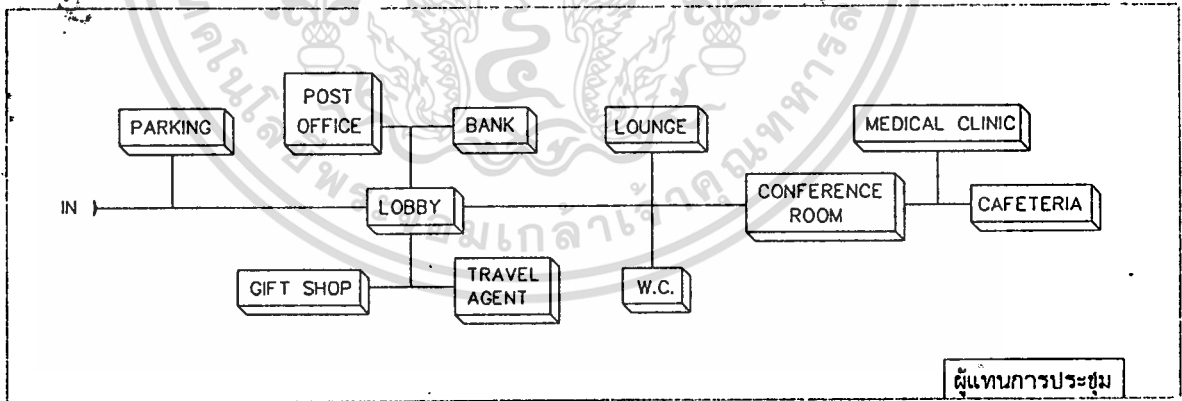 PARKING
POST
OFFICE
BANK
LOUNGE
MEDICAL CLINIC
IN
LOBBY
CONFERENCE
ROOM
CAFETERIA
GIFT SHOP
TRAVEL
AGENT
W.C.
ผู้แทนการประชุม